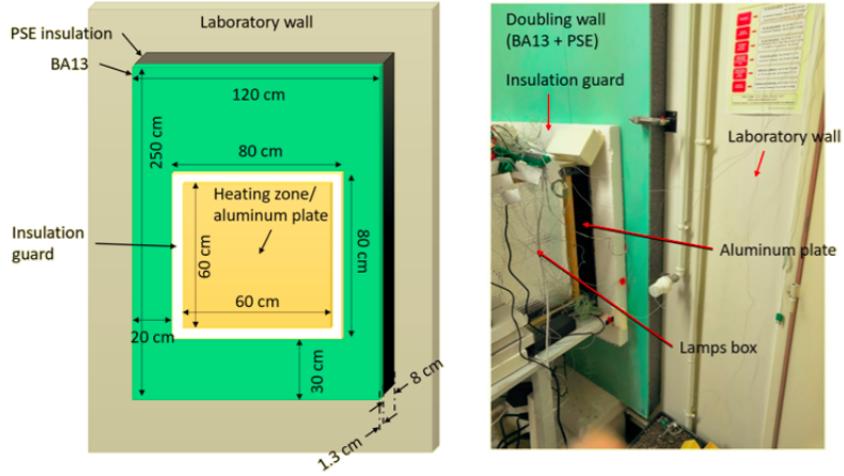 Laboratory wall
PSE insulation
BA13
120 cm
250 cm
80 cm
Heating zone/
aluminum plate
Insulation
guard
60 cm
80 cm
60 cm
20 cm
30 cm
8 cm
1.3 cm
Doubling wall
(BA13 + PSE)
Insulation guard
Laboratory wall
Aluminum plate
Lamps box